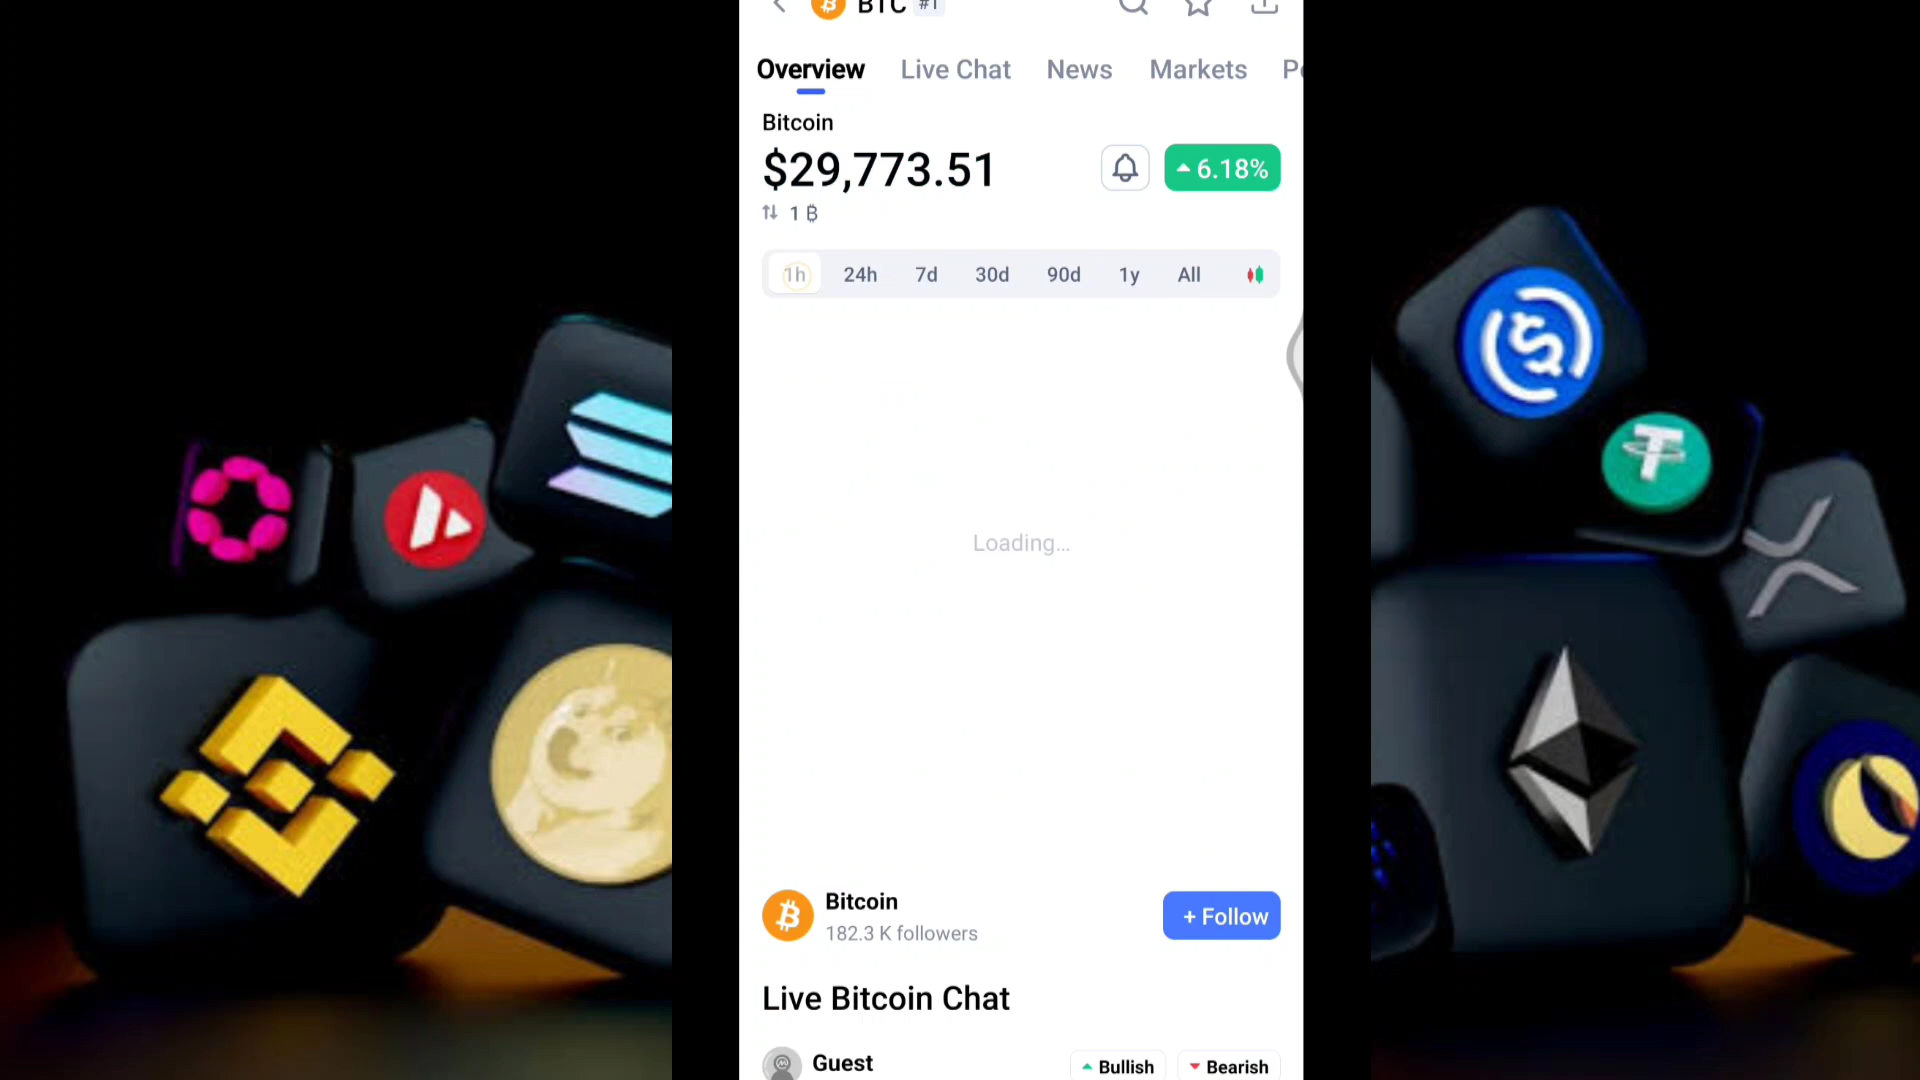 BTC #1
Overview Live Chat News Markets
Bitcoin
$29,773.51
6.18%
1 ₿
1h 24h 7d 30d 90d 1y All
Loading...
Bitcoin
182.3 K followers
+ Follow
Live Bitcoin Chat
Guest
Bullish Bearish